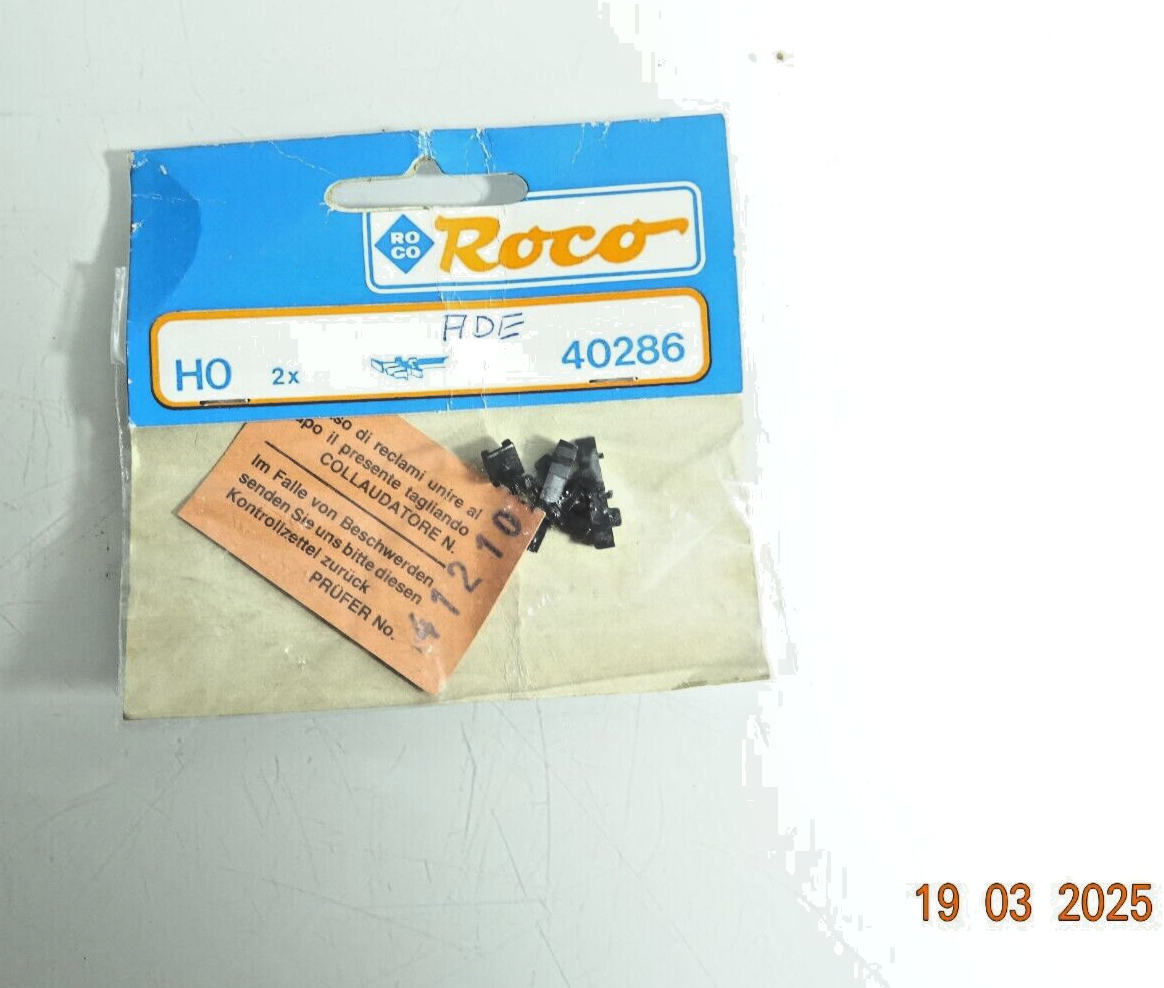 RO
CO
Roco
ADE
HO 2x 40286
so di reclami unire al
po il presente tagliando
COLLAUDATORE N.
Im Falle von Beschwerden
senden Sie uns bitte diesen
Kontrollzettel zurück
PRÜFER No.
1210
19 03 2025